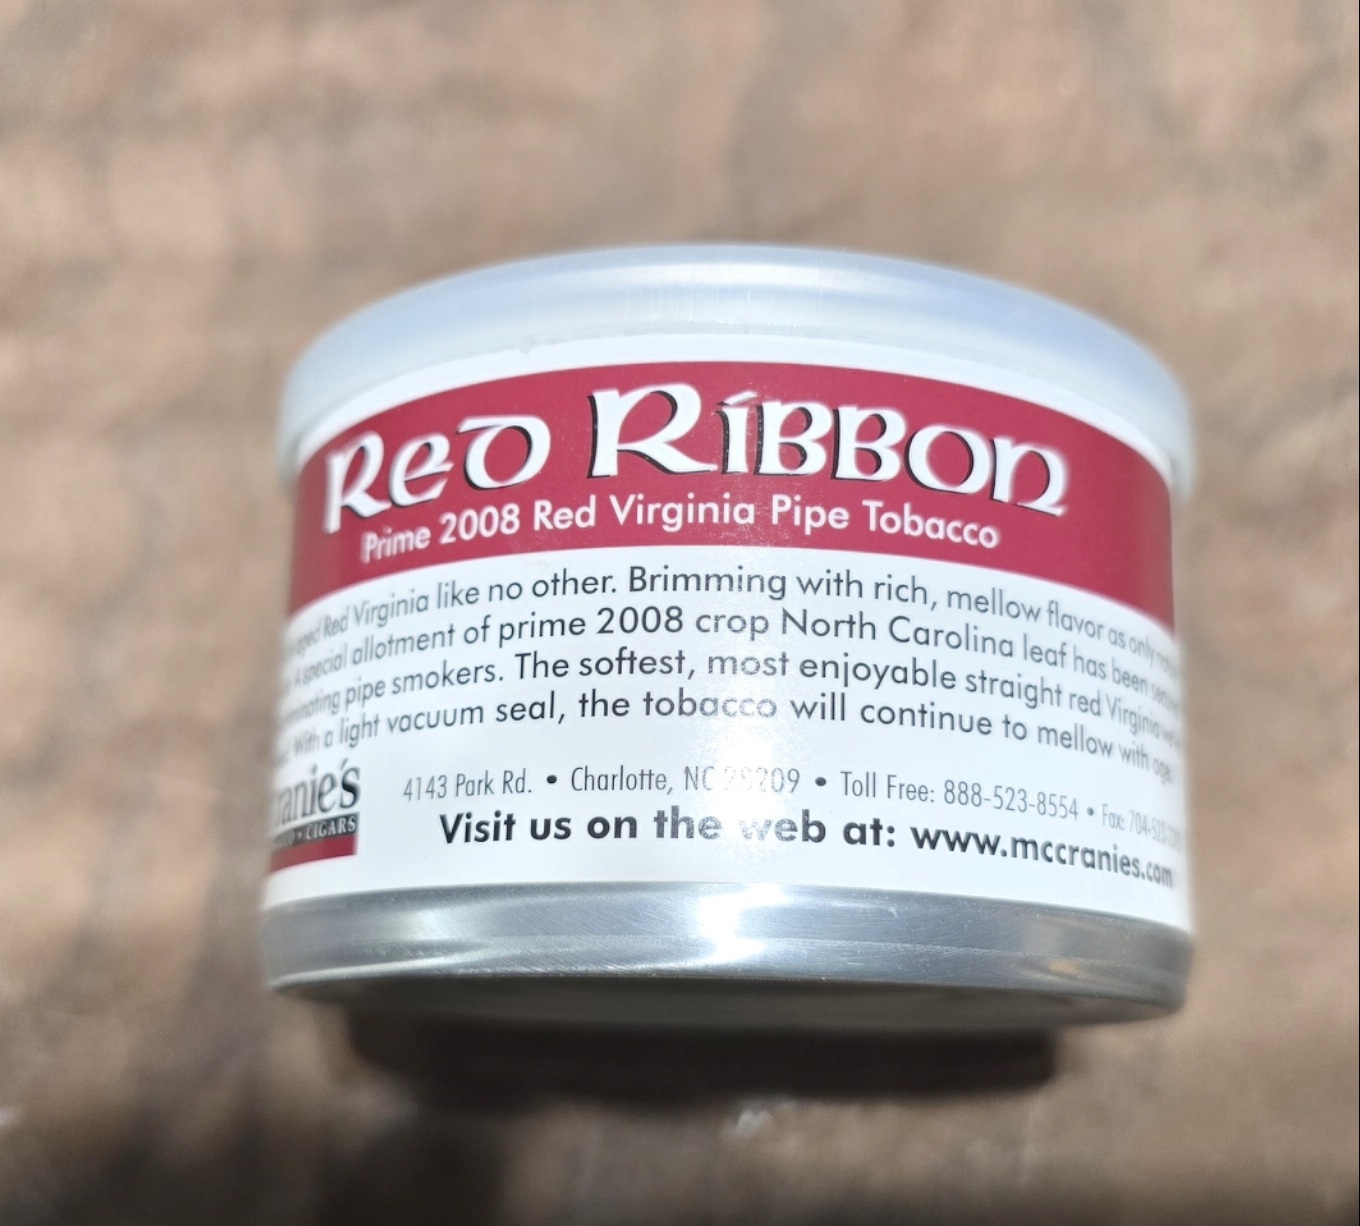 Red Ribbon
Prime 2008 Red Virginia Pipe Tobacco
aged Red Virginia like no other. Brimming with rich, mellow flavor as only
A special allotment of prime 2008 crop North Carolina leaf has been
pipe smokers. The softest, most enjoyable straight red Virginia
With a light vacuum seal, the tobacco will continue to mellow with age.
4143 Park Rd. • Charlotte, NC 28209 • Toll Free: 888-523-8554 • Fax:
CIGARS
Visit us on the web at: www.mccranies.com